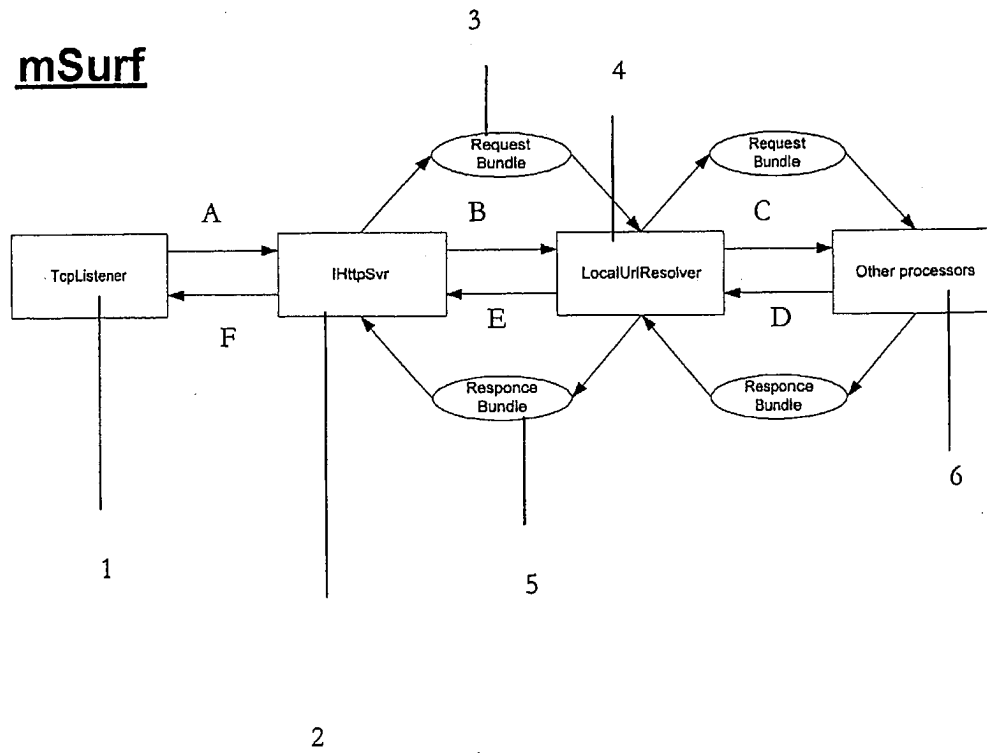 mSurf
3
4
Request
Bundle
Request
Bundle
A
B
C
TcpListener
IHttpSvr
LocalUrlResolver
Other processors
F
E
D
Responce
Bundle
Responce
Bundle
6
1
5
2